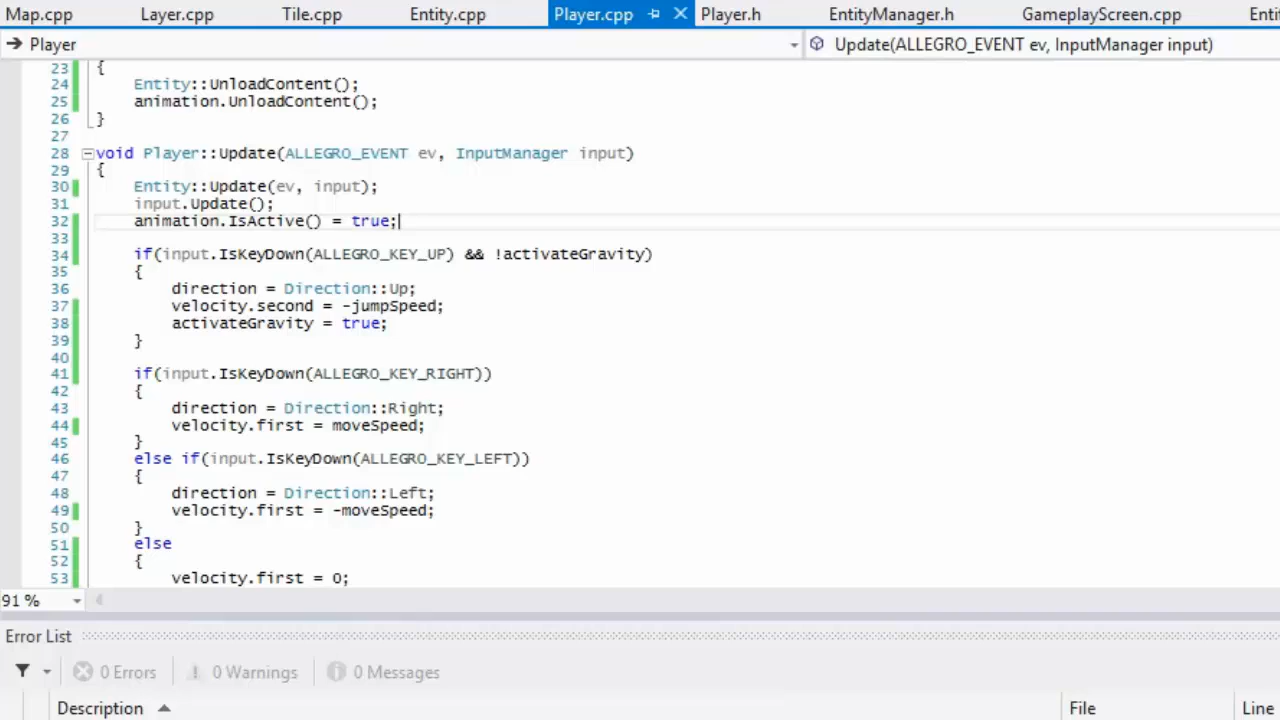 Map.cpp Layer.cpp Tile.cpp Entity.cpp Player.cpp Player.h EntityManager.h GameplayScreen.cpp Enti
Player Update(ALLEGRO_EVENT ev, InputManager input)
23 {
24 Entity::UnloadContent();
25 animation.UnloadContent();
26 }
27
28 void Player::Update(ALLEGRO_EVENT ev, InputManager input)
29 {
30 Entity::Update(ev, input);
31 input.Update();
32 animation.IsActive() = true;
33
34 if(input.IsKeyDown(ALLEGRO_KEY_UP) && !activateGravity)
35 {
36 direction = Direction::Up;
37 velocity.second = -jumpSpeed;
38 activateGravity = true;
39 }
40
41 if(input.IsKeyDown(ALLEGRO_KEY_RIGHT))
42 {
43 direction = Direction::Right;
44 velocity.first = moveSpeed;
45 }
46 else if(input.IsKeyDown(ALLEGRO_KEY_LEFT))
47 {
48 direction = Direction::Left;
49 velocity.first = -moveSpeed;
50 }
51 else
52 {
53 velocity.first = 0;
91 %
Error List
0 Errors 0 Warnings 0 Messages
Description File Line